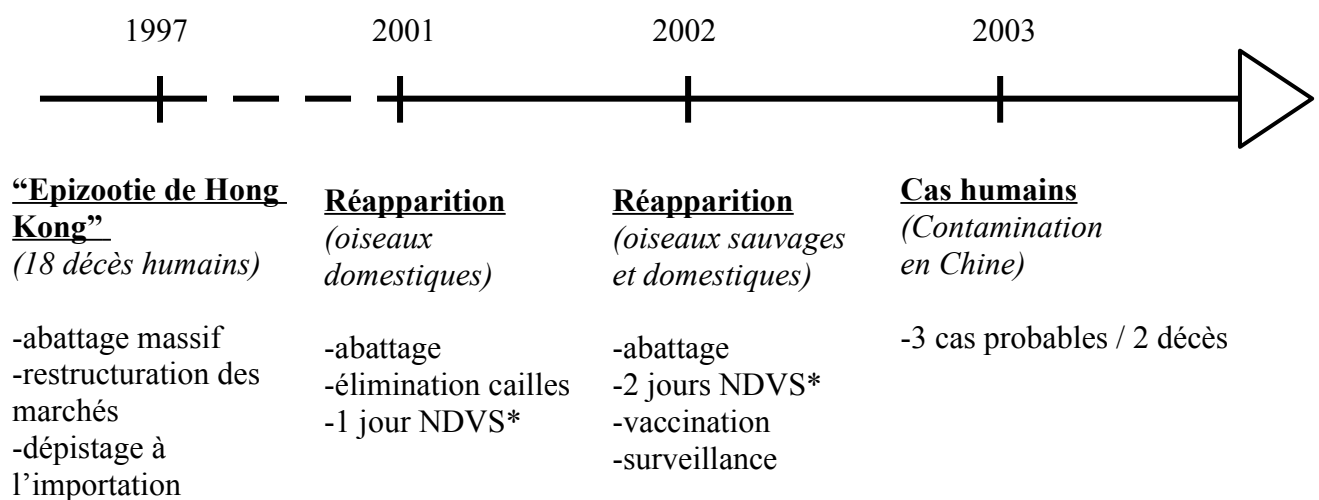 1997
2001
2002
2003
“Epizootie de Hong
Kong”
(18 décès humains)
-abattage massif
-restructuration des
marchés
-dépistage à
l’importation
Réapparition
(oiseaux
domestiques)
-abattage
-élimination cailles
-1 jour NDVS*
Réapparition
(oiseaux sauvages
et domestiques)
-abattage
-2 jours NDVS*
-vaccination
-surveillance
Cas humains
(Contamination
en Chine)
-3 cas probables / 2 décès